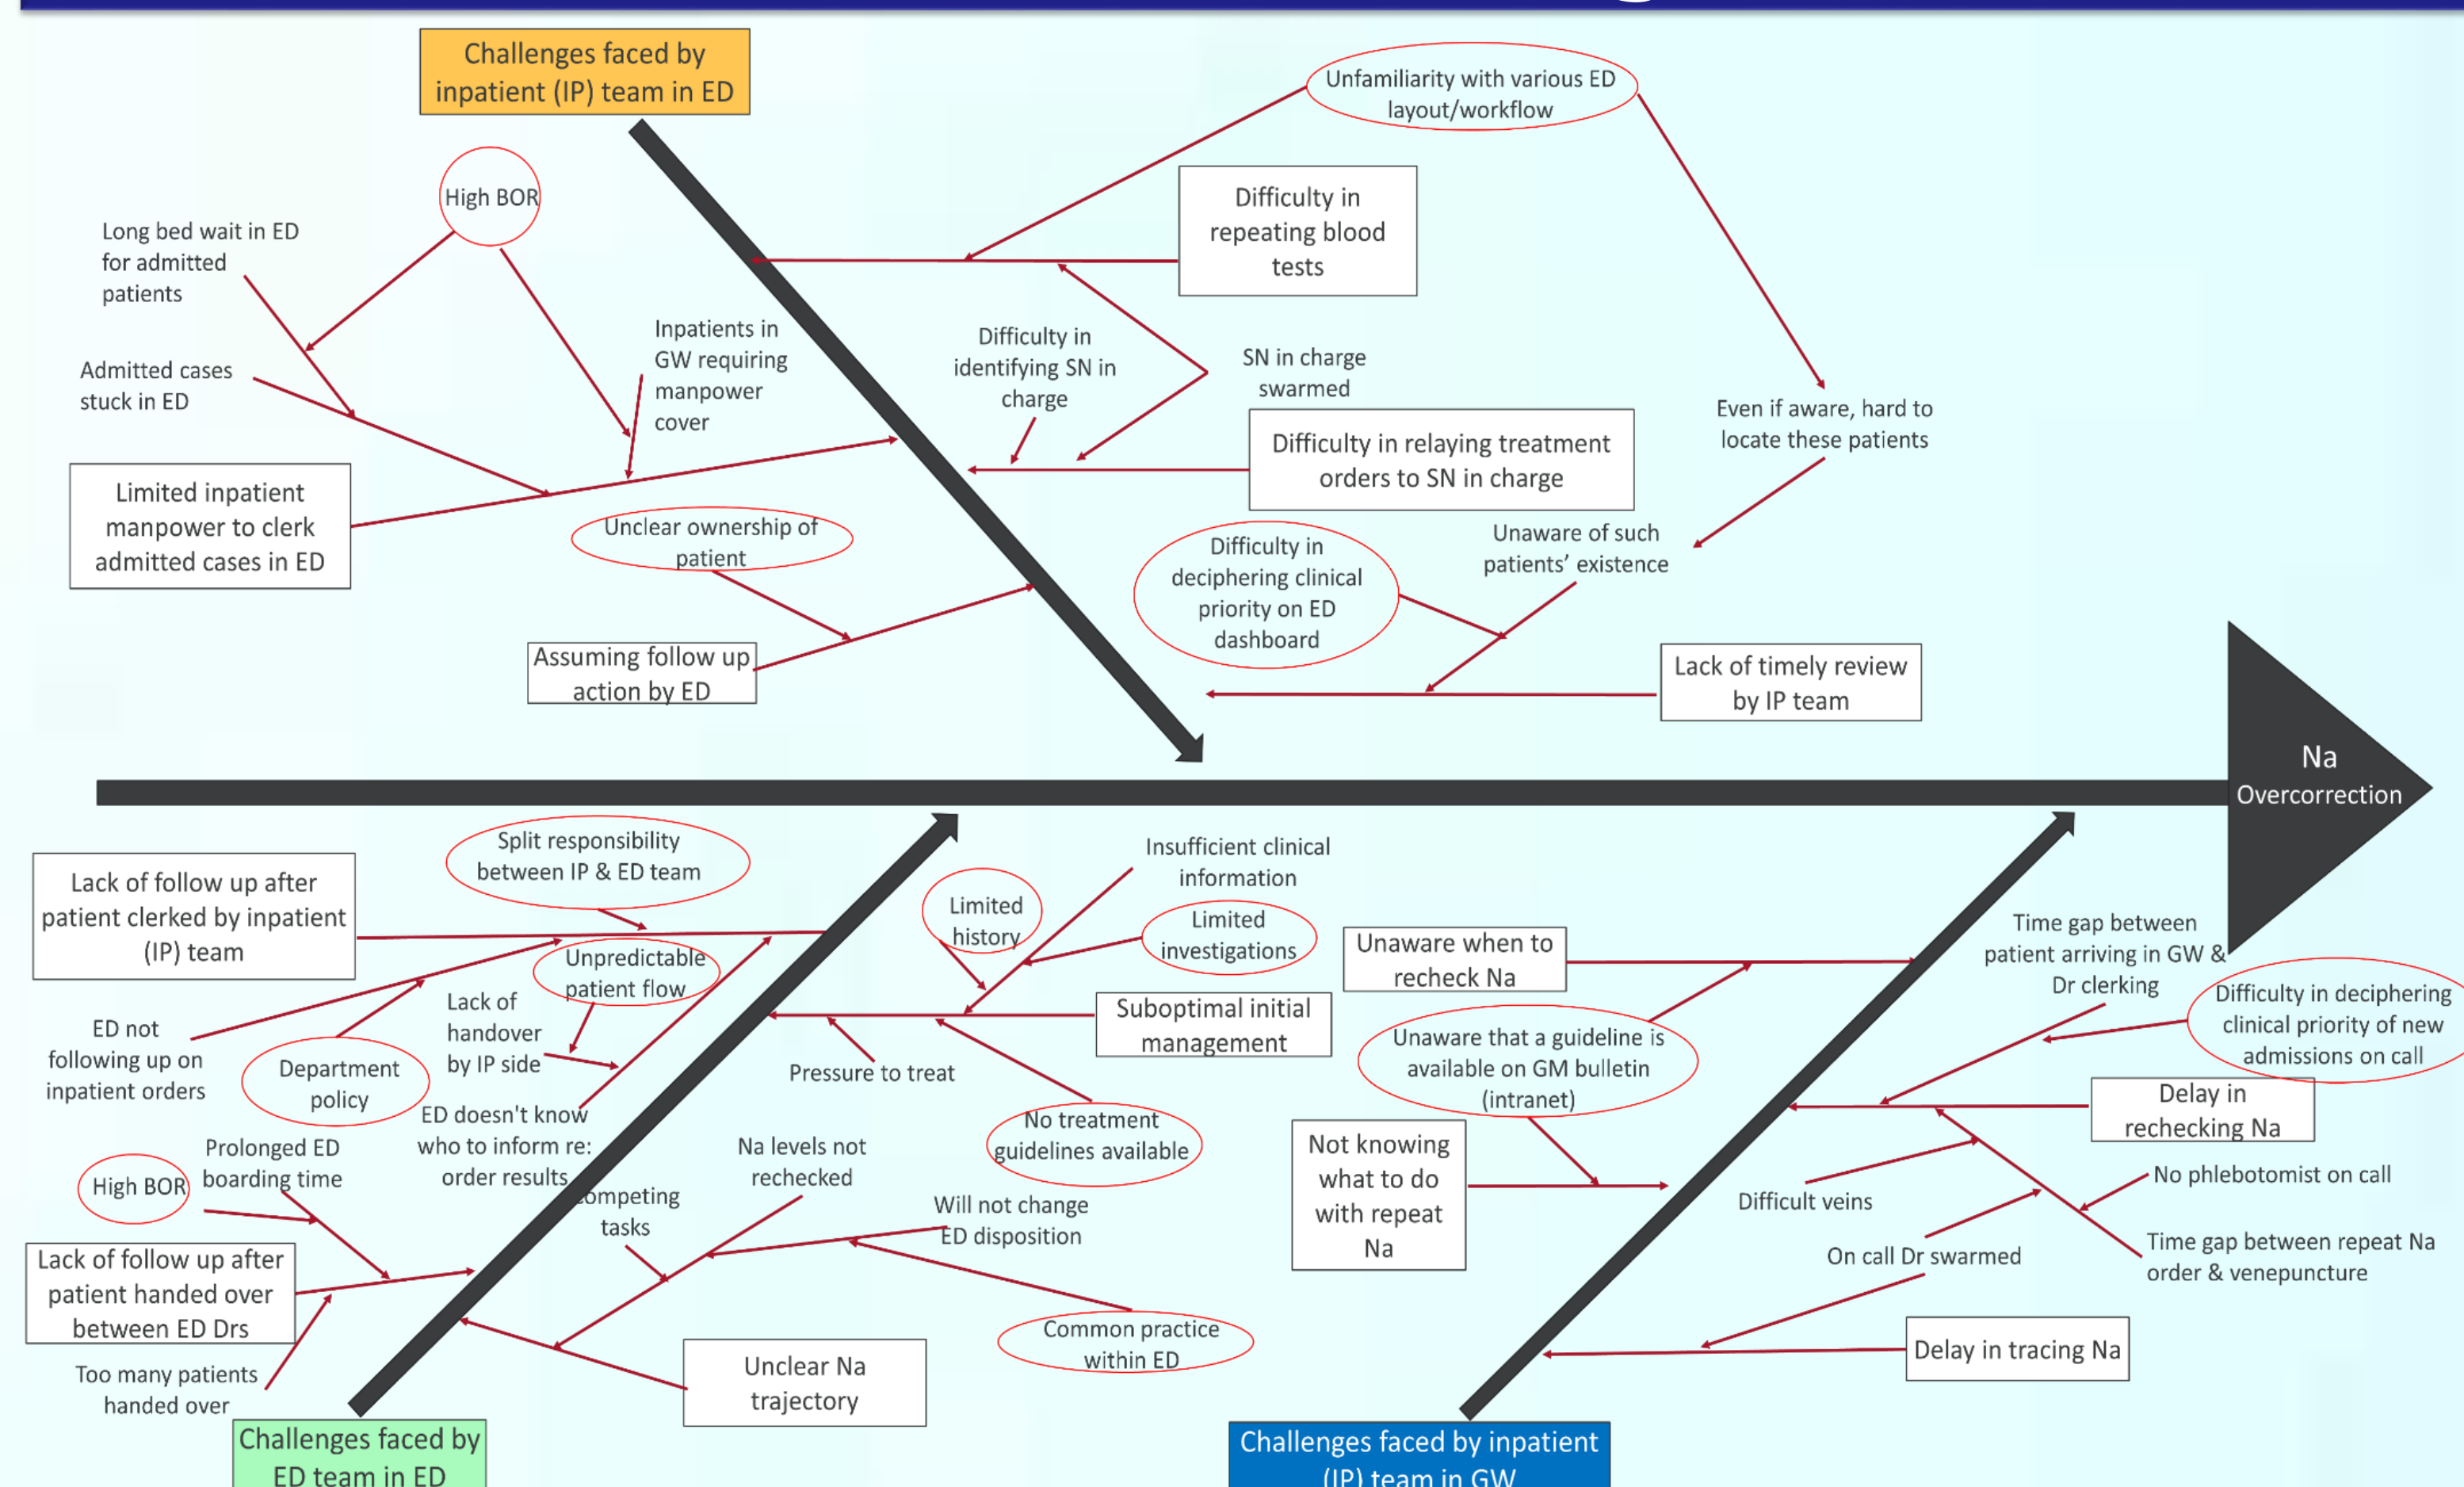 Challenges faced by
inpatient (IP) team in ED
Unfamiliarity with various ED
layout/workflow
High BOR
Difficulty in
repeating blood
tests
Long bed wait in ED
for admitted
patients
Inpatients in
GW requiring
manpower
cover
Difficulty in
identifying SN in
charge
SN in charge
swarmed
Admitted cases
stuck in ED
Even if aware, hard to
locate these patients
Difficulty in relaying treatment
orders to SN in charge
Limited inpatient
manpower to clerk
admitted cases in ED
Unclear ownership of
patient
Difficulty in
deciphering clinical
priority on ED
dashboard
Unaware of such
patients’ existence
Assuming follow up
action by ED
Lack of timely review
by IP team
Na
Overcorrection
Split responsibility
between IP & ED team
Lack of follow up after
patient clerked by inpatient
(IP) team
Insufficient clinical
information
Limited
history
Limited
investigations
Unpredictable
patient flow
Lack of
handover
by IP side
ED not
following up on
inpatient orders
Department
policy
Suboptimal initial
management
Pressure to treat
ED doesn't know
who to inform re:
order results
No treatment
guidelines available
Prolonged ED
boarding time
High BOR
Na levels not
rechecked
competing
tasks
Will not change
ED disposition
Lack of follow up after
patient handed over
between ED Drs
Common practice
within ED
Unclear Na
trajectory
Too many patients
handed over
Challenges faced by
ED team in ED
Unaware when to
recheck Na
Time gap between
patient arriving in GW &
Dr clerking
Difficulty in deciphering
clinical priority of new
admissions on call
Unaware that a guideline is
available on GM bulletin
(intranet)
Delay in
rechecking Na
Not knowing
what to do
with repeat
Na
Difficult veins
No phlebotomist on call
On call Dr swarmed
Time gap between repeat Na
order & venepuncture
Delay in tracing Na
Challenges faced by inpatient
(IP) team in GW